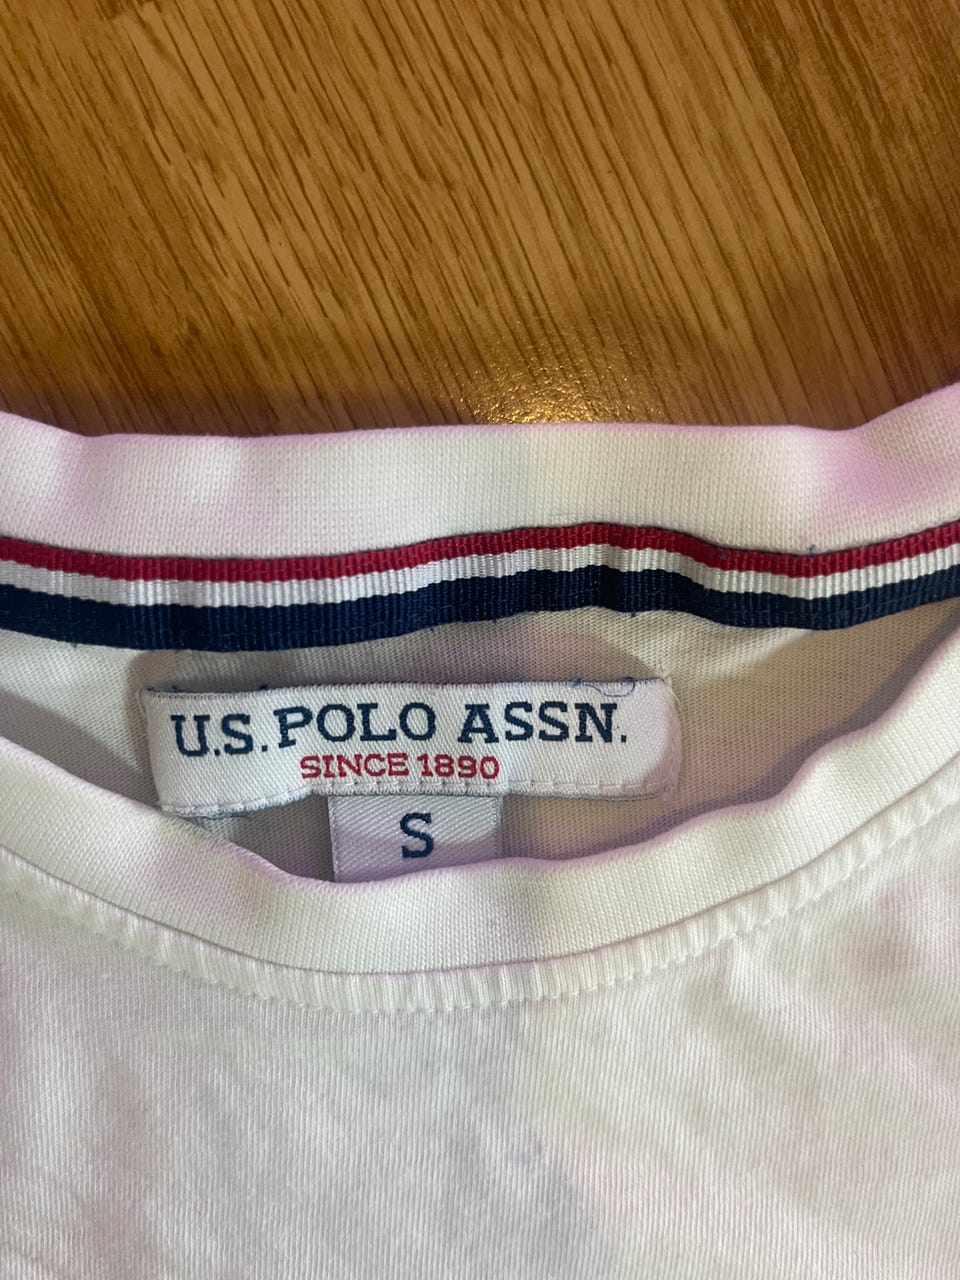 U.S. POLO ASSN.
SINCE 1890
S